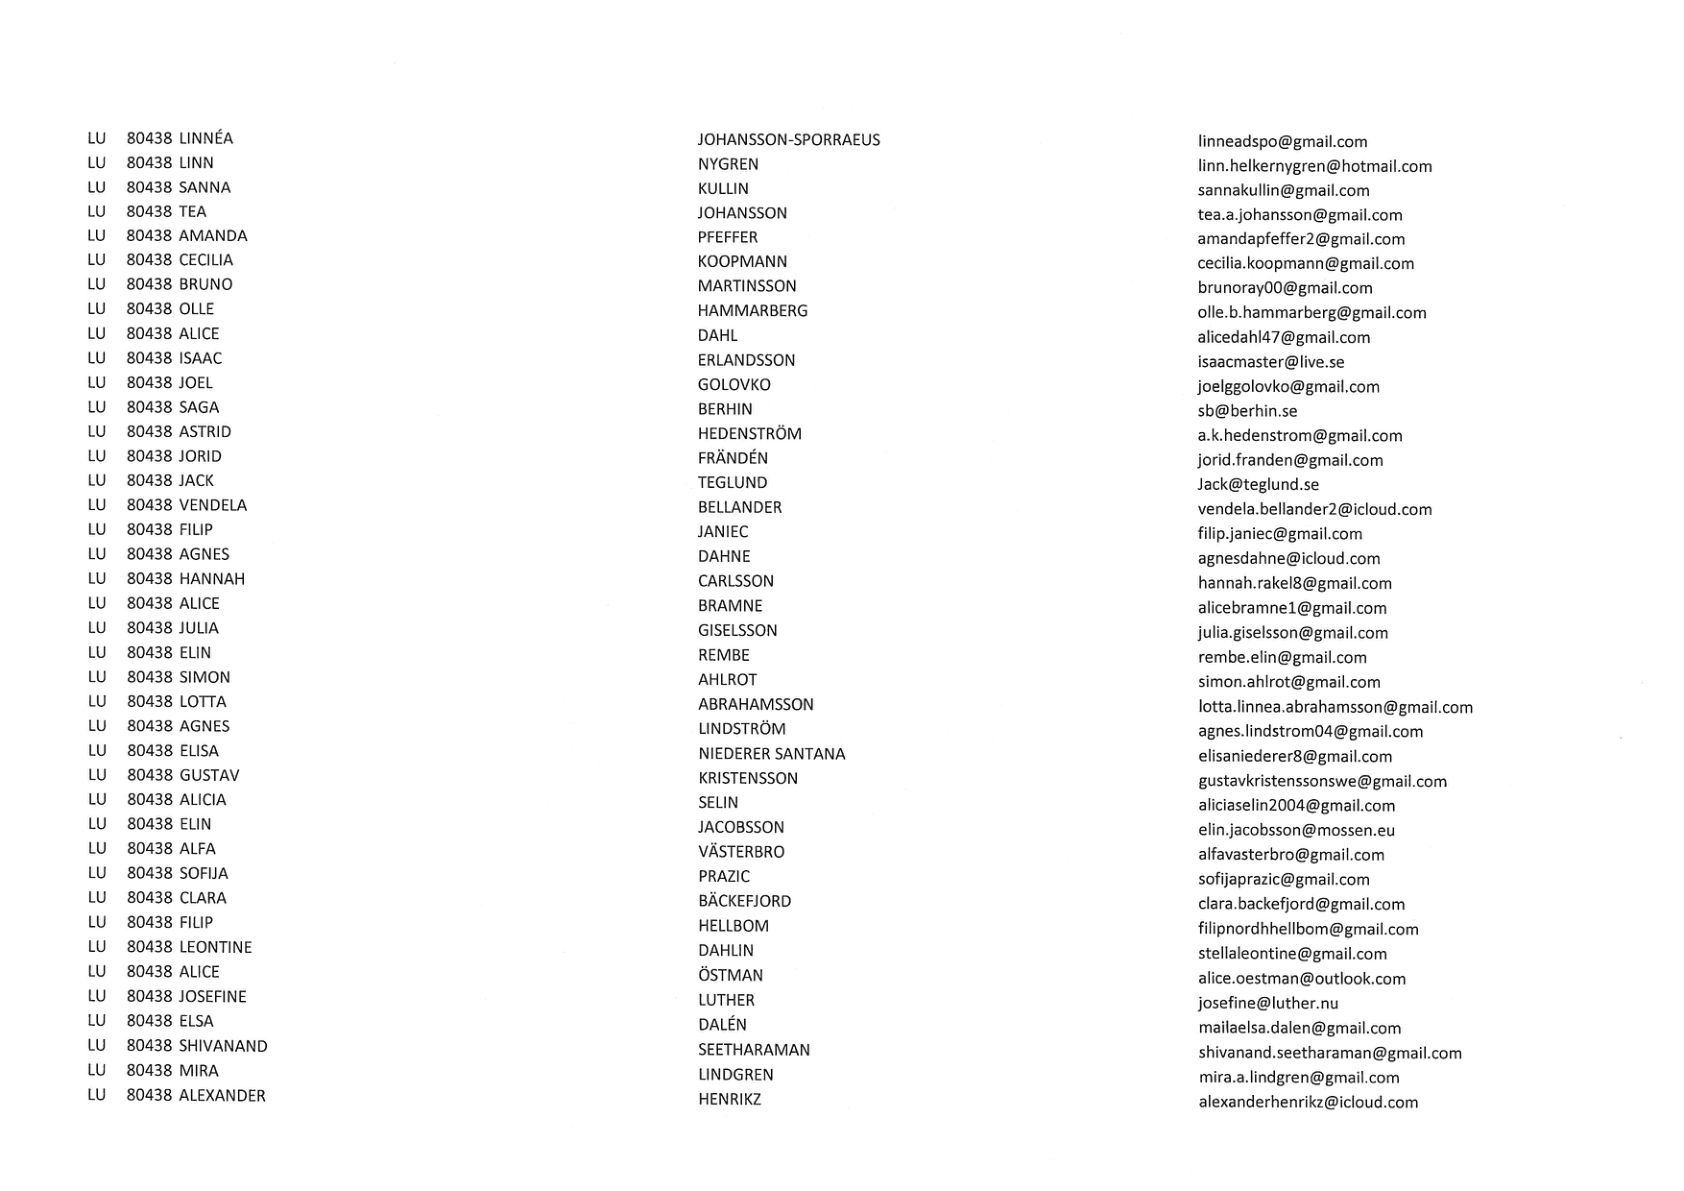 LU 80438 LINNÉA JOHANSSON-SPORRAEUS linneadspo@gmail.com
LU 80438 LINN NYGREN linn.helkernygren@hotmail.com
LU 80438 SANNA KULLIN sannakullin@gmail.com
LU 80438 TEA JOHANSSON tea.a.johansson@gmail.com
LU 80438 AMANDA PFEFFER amandapfeffer2@gmail.com
LU 80438 CECILIA KOOPMANN cecilia.koopmann@gmail.com
LU 80438 BRUNO MARTINSSON brunoray00@gmail.com
LU 80438 OLLE HAMMARBERG olle.b.hammarberg@gmail.com
LU 80438 ALICE DAHL alicedahl47@gmail.com
LU 80438 ISAAC ERLANDSSON isaacmaster@live.se
LU 80438 JOEL GOLOVKO joelggolovko@gmail.com
LU 80438 SAGA BERHIN sb@berhin.se
LU 80438 ASTRID HEDENSTRÖM a.k.hedenstrom@gmail.com
LU 80438 JORID FRÄNDÉN jorid.franden@gmail.com
LU 80438 JACK TEGLUND Jack@teglund.se
LU 80438 VENDELA BELLANDER vendela.bellander2@icloud.com
LU 80438 FILIP JANIEC filip.janiec@gmail.com
LU 80438 AGNES DAHNE agnesdahne@icloud.com
LU 80438 HANNAH CARLSSON hannah.rakel8@gmail.com
LU 80438 ALICE BRAMNE alicebramne1@gmail.com
LU 80438 JULIA GISELSSON julia.giselsson@gmail.com
LU 80438 ELIN REMBE rembe.elin@gmail.com
LU 80438 SIMON AHLROT simon.ahlrot@gmail.com
LU 80438 LOTTA ABRAHAMSSON lotta.linnea.abrahamsson@gmail.com
LU 80438 AGNES LINDSTRÖM agnes.lindstrom04@gmail.com
LU 80438 ELISA NIEDERER SANTANA elisaniederer8@gmail.com
LU 80438 GUSTAV KRISTENSSON gustavkristenssonswe@gmail.com
LU 80438 ALICIA SELIN aliciaselin2004@gmail.com
LU 80438 ELIN JACOBSSON elin.jacobsson@mossen.eu
LU 80438 ALFA VÄSTERBRO alfavasterbro@gmail.com
LU 80438 SOFIJA PRAZIC sofijaprazic@gmail.com
LU 80438 CLARA BÄCKEFJORD clara.backefjord@gmail.com
LU 80438 FILIP HELLBOM filipnordhhellbom@gmail.com
LU 80438 LEONTINE DAHLIN stellaleontine@gmail.com
LU 80438 ALICE ÖSTMAN alice.oestman@outlook.com
LU 80438 JOSEFINE LUTHER josefine@luther.nu
LU 80438 ELSA DALÉN mailaelsa.dalen@gmail.com
LU 80438 SHIVANAND SEETHARAMAN shivanand.seetharaman@gmail.com
LU 80438 MIRA LINDGREN mira.a.lindgren@gmail.com
LU 80438 ALEXANDER HENRIKZ alexanderhenrikz@icloud.com